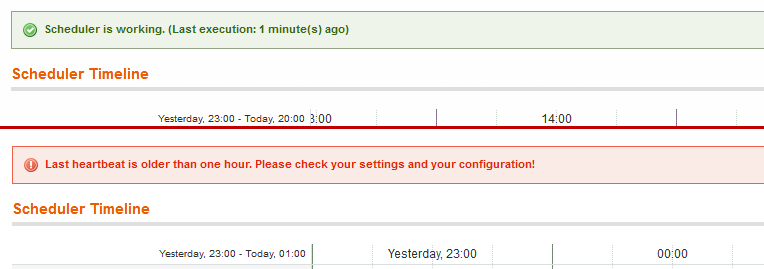 Scheduler is working. (Last execution: 1 minute(s) ago)
Scheduler Timeline
Yesterday, 23:00 - Today, 20:00 3:00 14:00
Last heartbeat is older than one hour. Please check your settings and your configuration!
Scheduler Timeline
Yesterday, 23:00 - Today, 01:00 Yesterday, 23:00 00:00